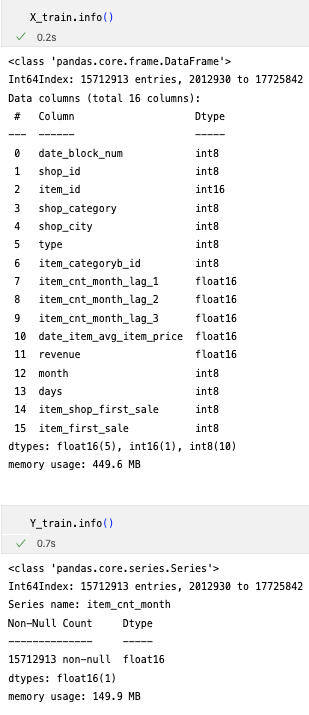 X_train.info()
0.2s
<class 'pandas.core.frame.DataFrame'>
Int64Index: 15712913 entries, 2012930 to 17725842
Data columns (total 16 columns):
 #   Column                    Dtype
---  ------                    -----
 0   date_block_num            int8
 1   shop_id                   int8
 2   item_id                   int16
 3   shop_category             int8
 4   shop_city                 int8
 5   type                      int8
 6   item_categoryb_id         int8
 7   item_cnt_month_lag_1      float16
 8   item_cnt_month_lag_2      float16
 9   item_cnt_month_lag_3      float16
 10  date_item_avg_item_price  float16
 11  revenue                   float16
 12  month                     int8
 13  days                      int8
 14  item_shop_first_sale      int8
 15  item_first_sale           int8
dtypes: float16(5), int16(1), int8(10)
memory usage: 449.6 MB
Y_train.info()
0.7s
<class 'pandas.core.series.Series'>
Int64Index: 15712913 entries, 2012930 to 17725842
Series name: item_cnt_month
Non-Null Count     Dtype
--------------     -----
15712913 non-null  float16
dtypes: float16(1)
memory usage: 149.9 MB